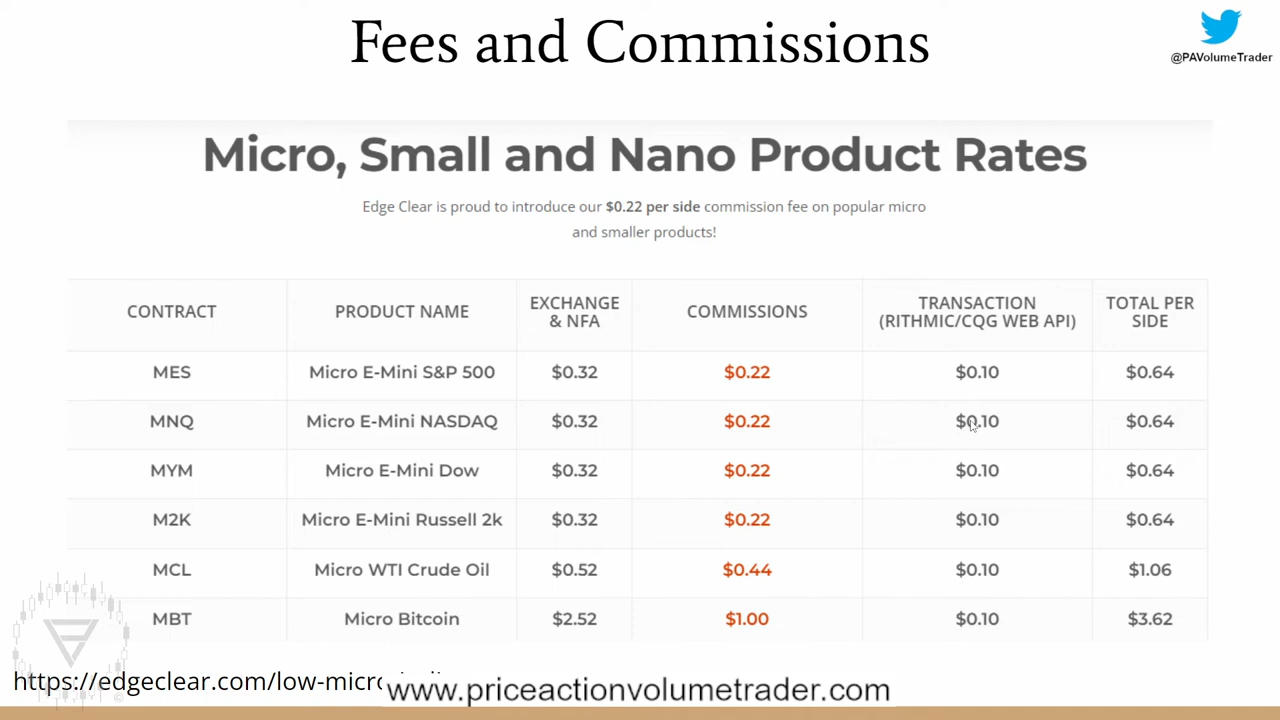 Fees and Commissions
@PAVolumeTrader
Micro, Small and Nano Product Rates
Edge Clear is proud to introduce our $0.22 per side commission fee on popular micro
and smaller products!
CONTRACT PRODUCT NAME EXCHANGE & NFA COMMISSIONS TRANSACTION (RITHMIC/CQG WEB API) TOTAL PER SIDE
MES Micro E-Mini S&P 500 $0.32 $0.22 $0.10 $0.64
MNQ Micro E-Mini NASDAQ $0.32 $0.22 $0.10 $0.64
MYM Micro E-Mini Dow $0.32 $0.22 $0.10 $0.64
M2K Micro E-Mini Russell 2k $0.32 $0.22 $0.10 $0.64
MCL Micro WTI Crude Oil $0.52 $0.44 $0.10 $1.06
MBT Micro Bitcoin $2.52 $1.00 $0.10 $3.62
https://edgeclear.com/low-micro
www.priceactionvolumetrader.com